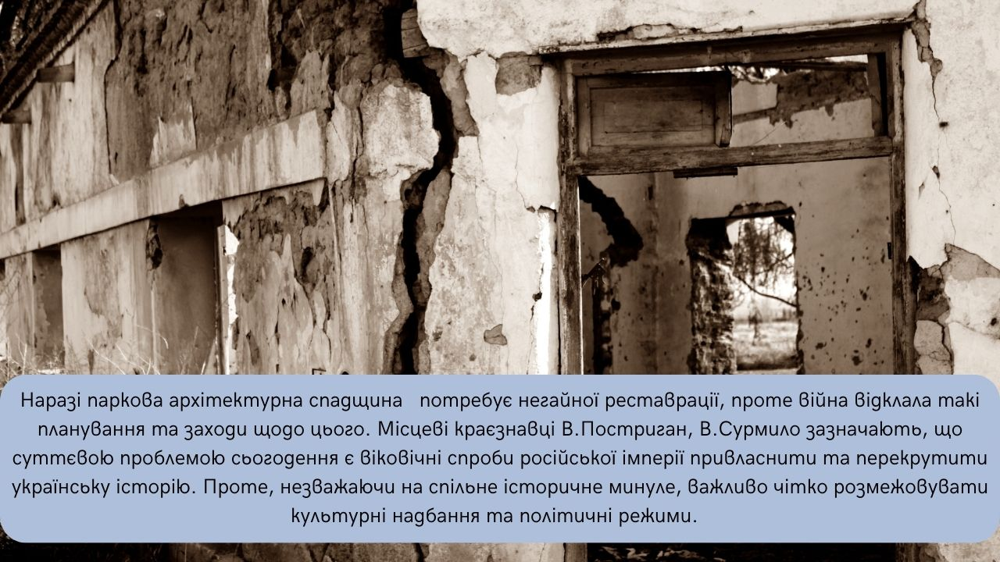 Наразі паркова архітектурна спадщина потребує негайної реставрації, проте війна відклала такі
планування та заходи щодо цього. Місцеві краєзнавці В.Постриган, В.Сурмило зазначають, що
суттєвою проблемою сьогодення є віковічні спроби російської імперії привласнити та перекрутити
українську історію. Проте, незважаючи на спільне історичне минуле, важливо чітко розмежовувати
культурні надбання та політичні режими.